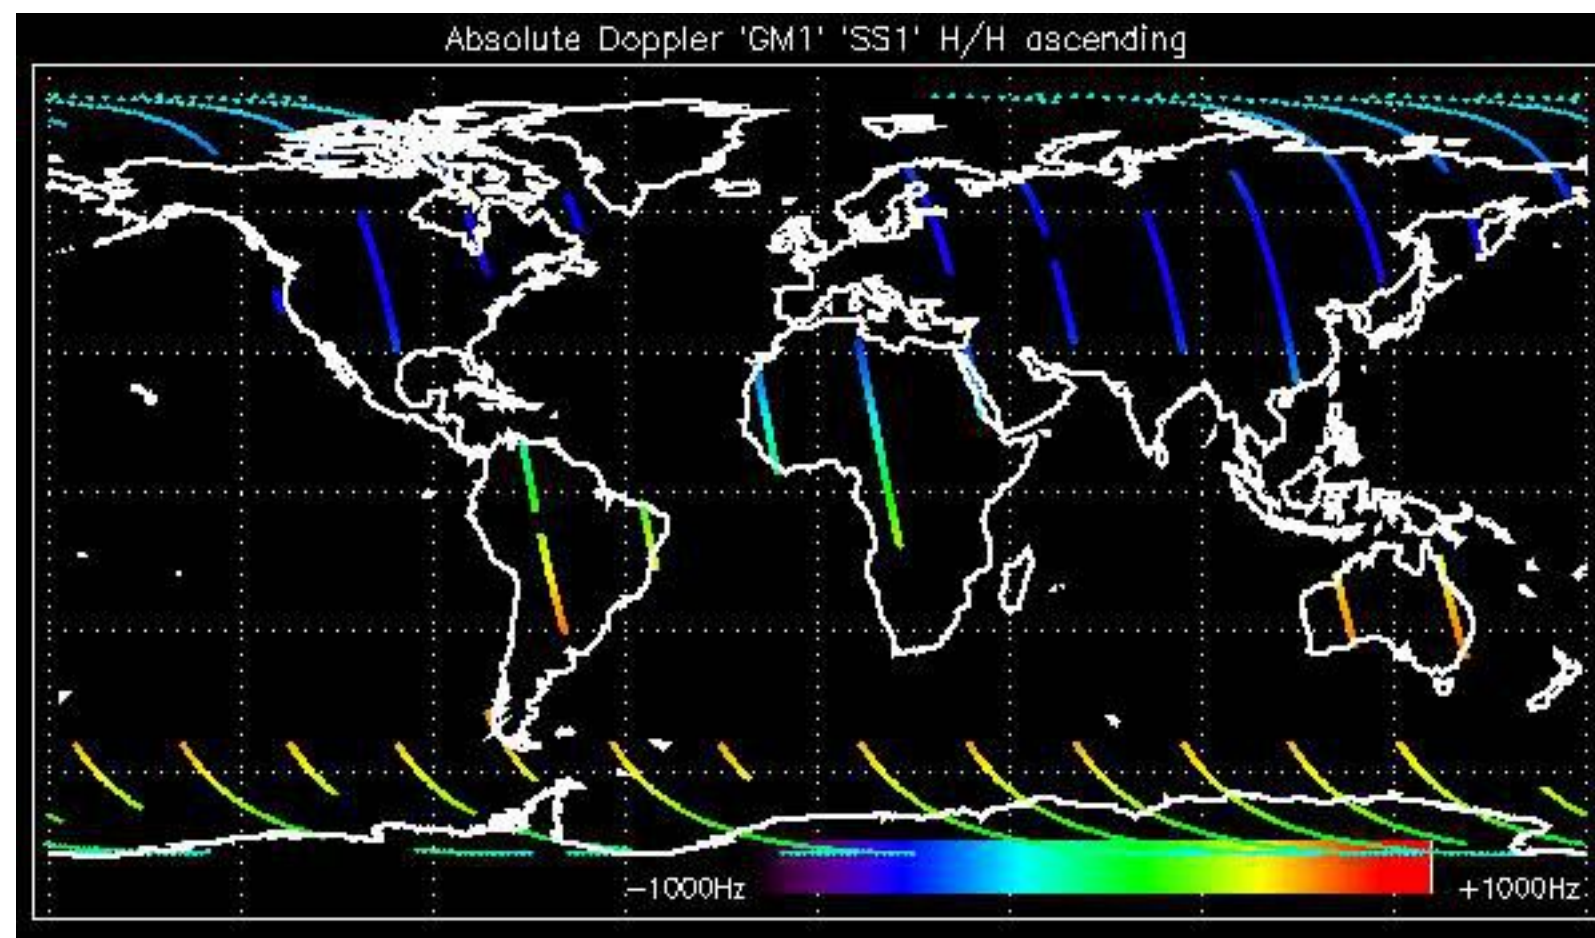 Absolute Doppler 'GM1' 'SS1' H/H ascending
−1000Hz
+1000Hz